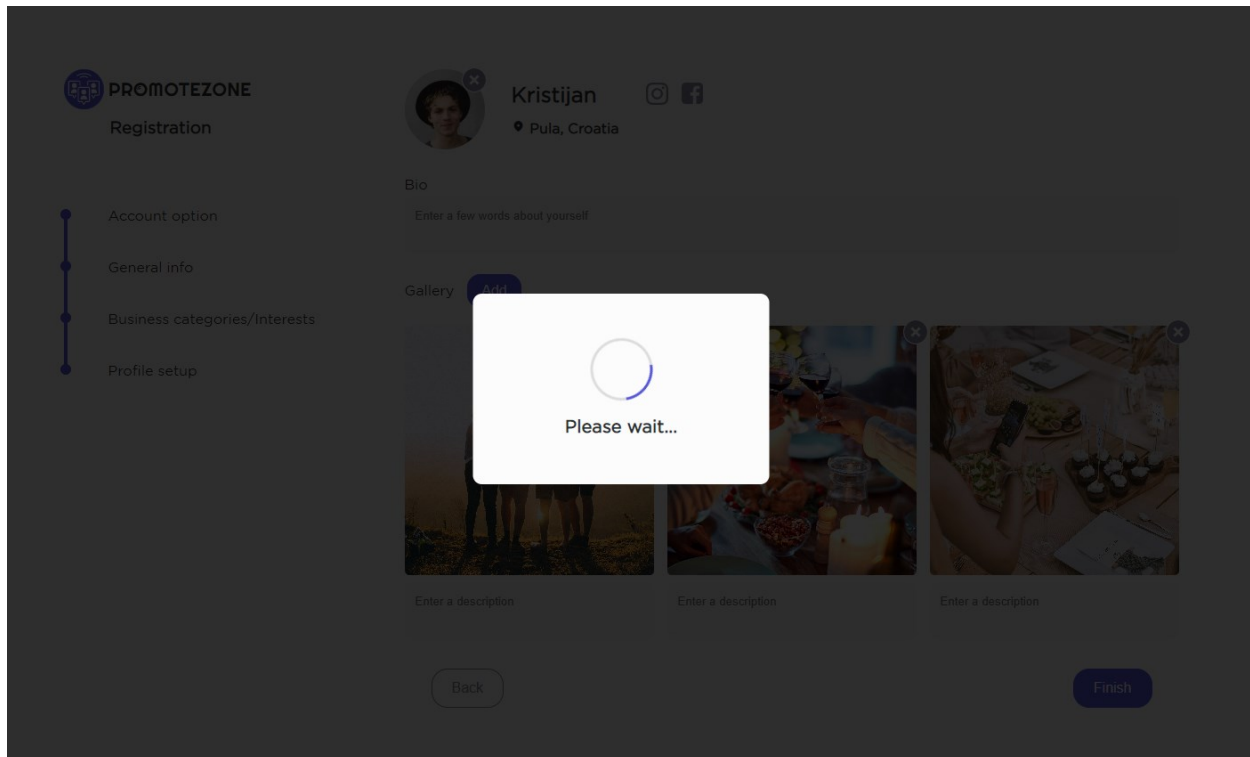 PROMOTEZONE
Registration
Account option
General info
Business categories/Interests
Profile setup
Kristijan
Pula, Croatia
Bio
Enter a few words about yourself
Gallery
Add
Please wait...
Enter a description
Enter a description
Enter a description
Back
Finish